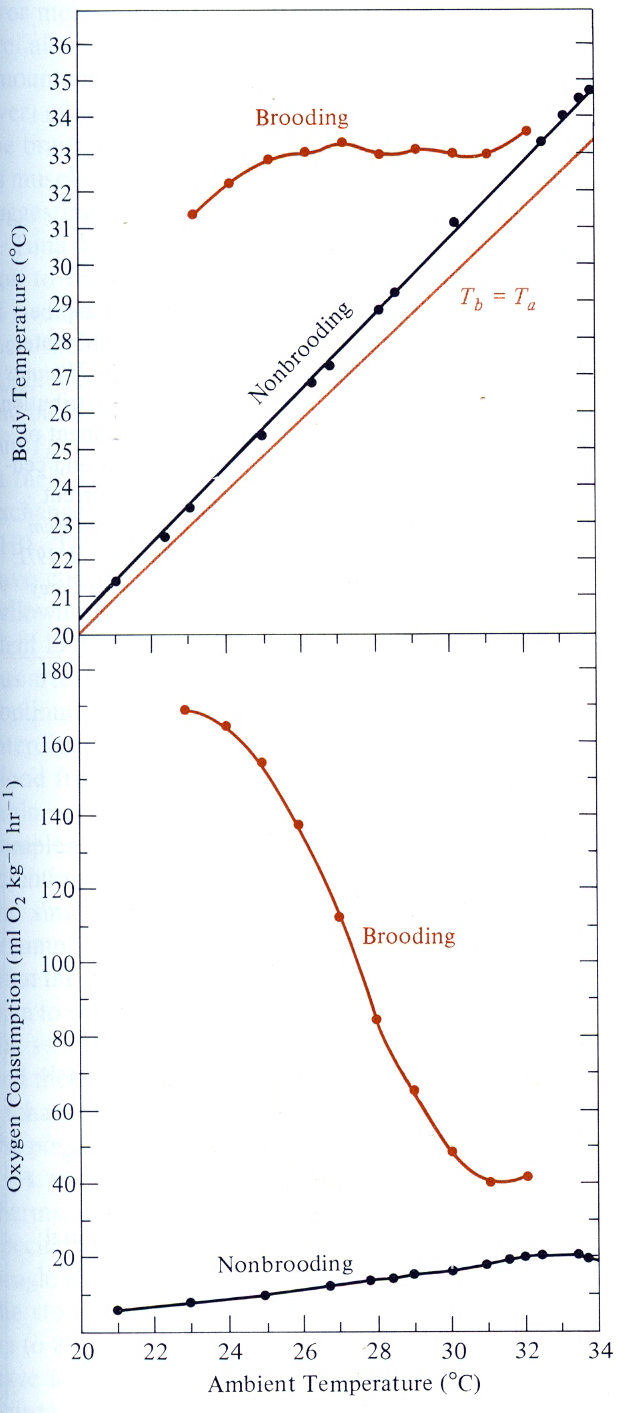 36
35
34
33
32
31
30
29
28
27
26
25
24
23
22
21
20
Body Temperature (°C)
Brooding
Nonbrooding
T_b = T_a
180
160
140
120
100
80
60
40
20
Oxygen Consumption (ml O₂ kg⁻¹ hr⁻¹)
Brooding
Nonbrooding
20 22 24 26 28 30 32 34
Ambient Temperature (°C)